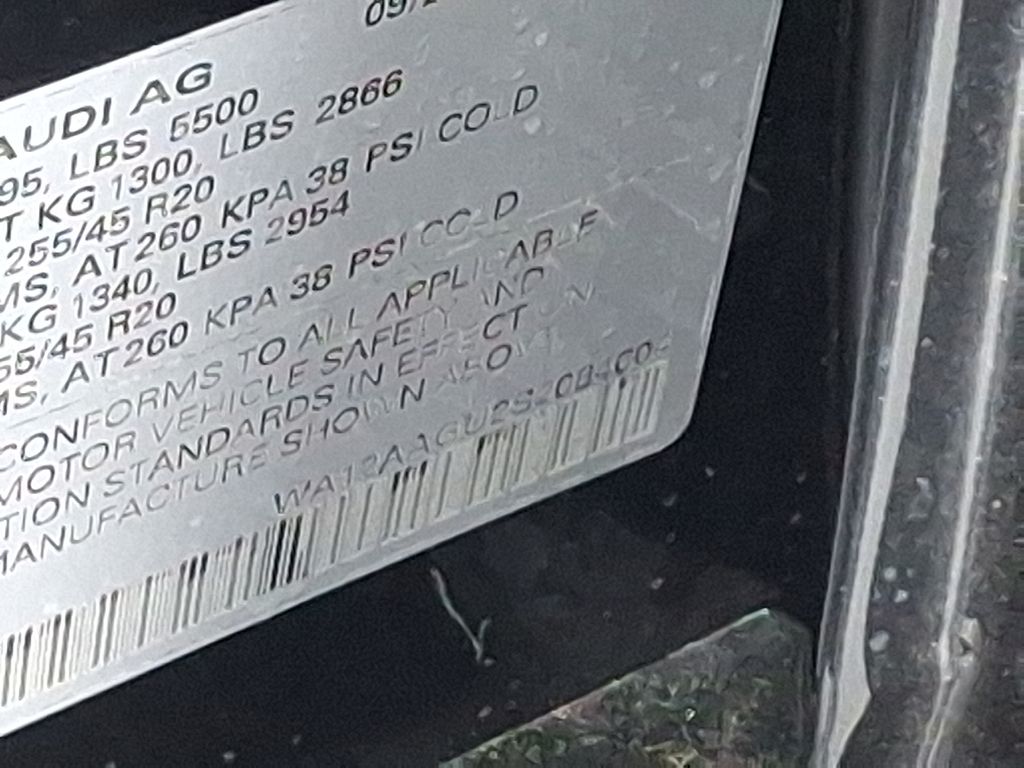 09/
AUDI AG
95, LBS 5500
T KG 1300, LBS 2866
255/45 R20
MS, AT 260 KPA 38 PSI COLD
KG 1340, LBS 2954
55/45 R20
MS, AT 260 KPA 38 PSI COLD
CONFORMS TO ALL APPLICABLE
MOTOR VEHICLE SAFETY AND
TION STANDARDS IN EFFECT ON
MANUFACTURE SHOWN ABOVE